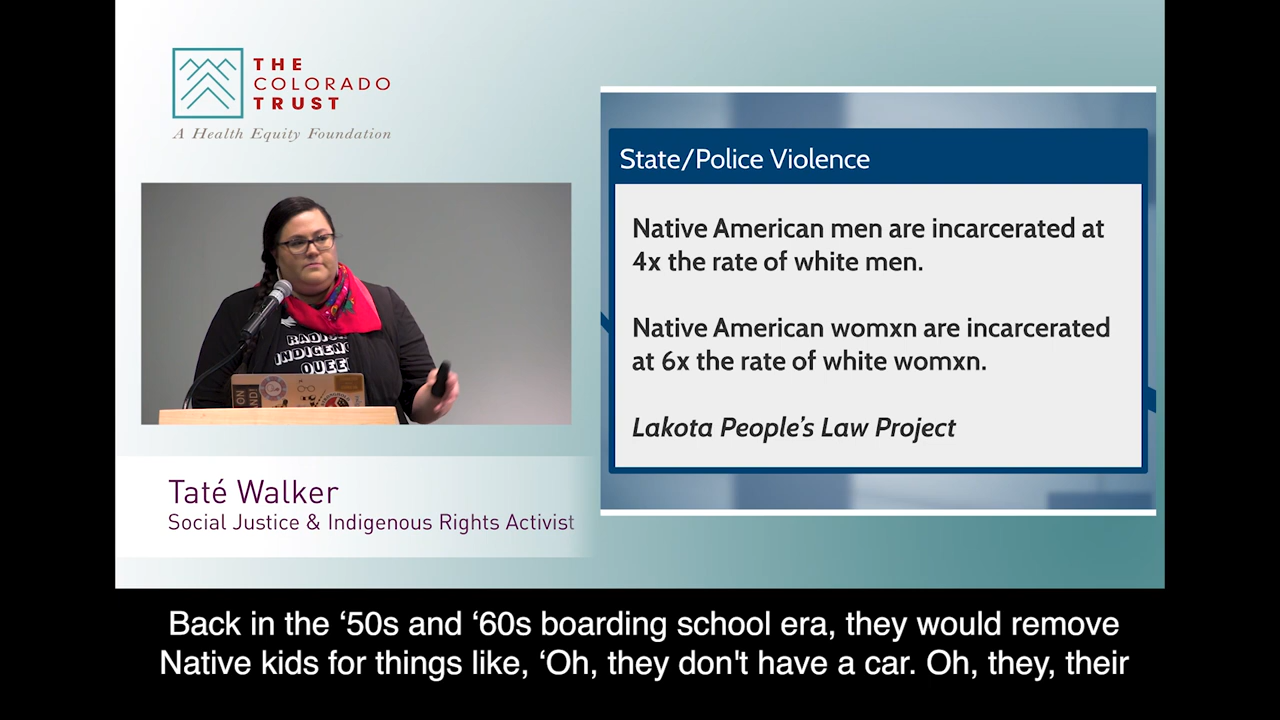 THE
COLORADO
TRUST
A Health Equity Foundation
State/Police Violence
Native American men are incarcerated at
4x the rate of white men.
Native American womxn are incarcerated
at 6x the rate of white womxn.
Lakota People's Law Project
RADICAL
INDIGENOUS
QUEER
Taté Walker
Social Justice & Indigenous Rights Activist
Back in the ‘50s and ‘60s boarding school era, they would remove
Native kids for things like, ‘Oh, they don't have a car. Oh, they, their